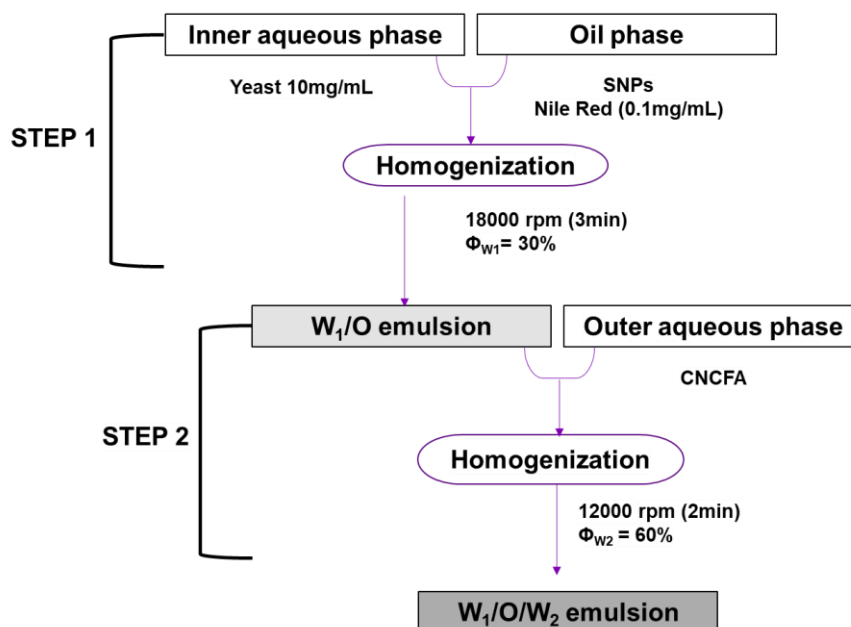 Inner aqueous phase
Oil phase
Yeast 10mg/mL
SNPs
Nile Red (0.1mg/mL)
STEP 1
Homogenization
18000 rpm (3min)
ΦW1= 30%
W1/O emulsion
Outer aqueous phase
CNCFA
STEP 2
Homogenization
12000 rpm (2min)
ΦW2 = 60%
W1/O/W2 emulsion